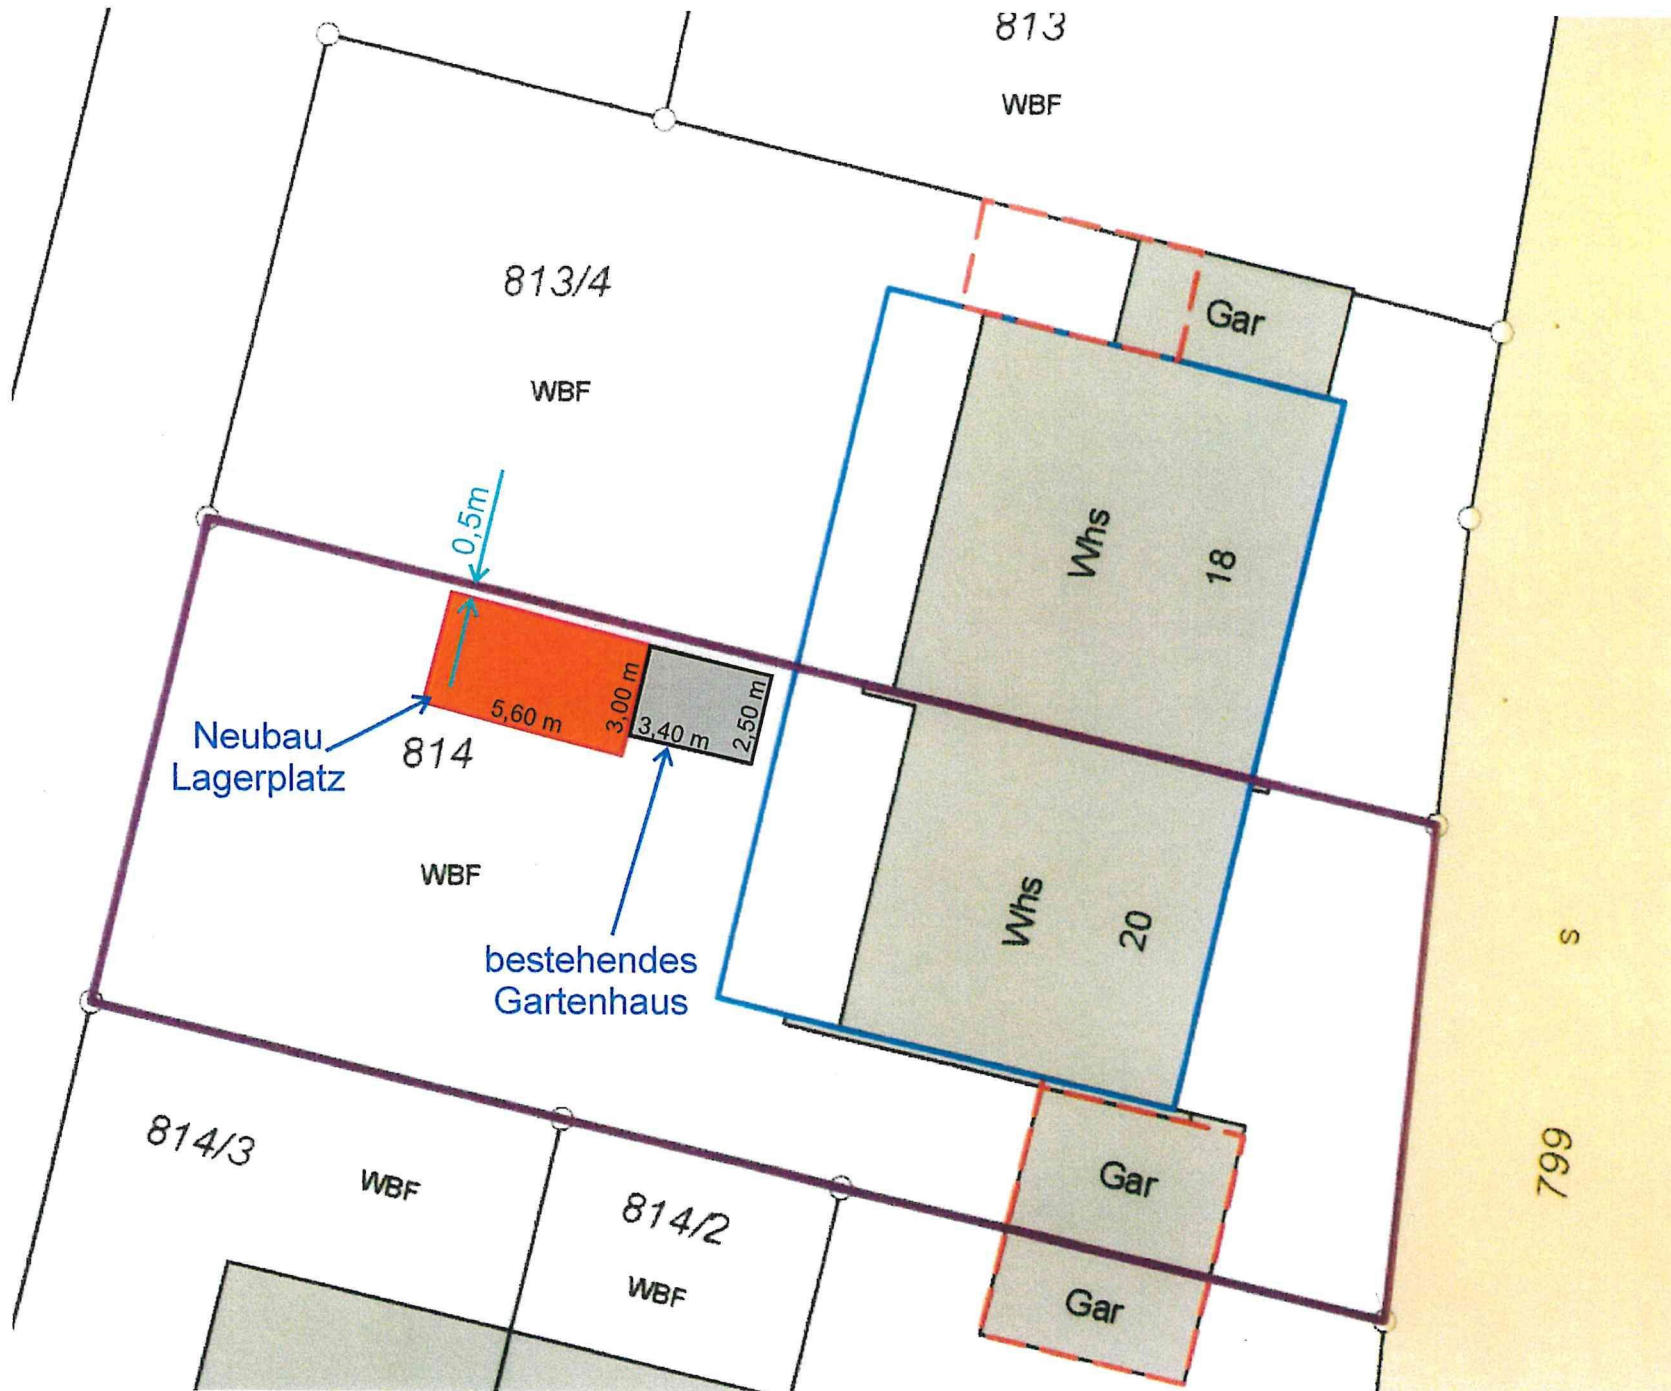 813
WBF
813/4
Gar
WBF
0,5m
Whs
18
5,60 m
3,00 m
3,40 m
2,50 m
Neubau
Lagerplatz
814
WBF
bestehendes
Gartenhaus
Whs
20
s
799
814/3
WBF
814/2
WBF
Gar
Gar